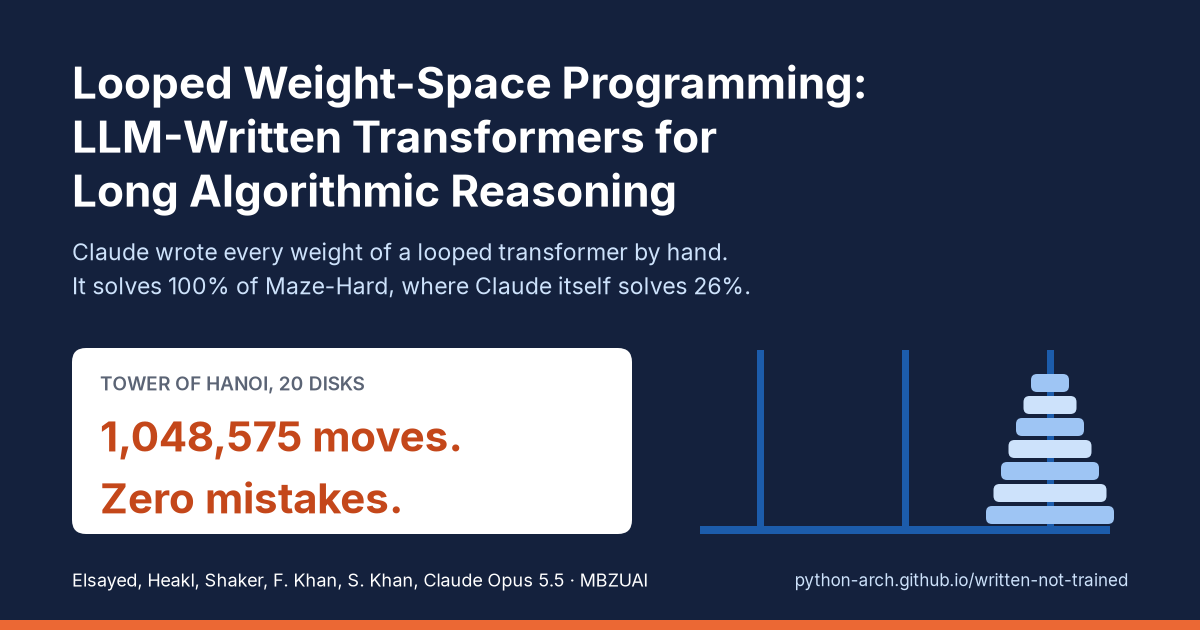 Looped Weight-Space Programming:
LLM-Written Transformers for
Long Algorithmic Reasoning
Claude wrote every weight of a looped transformer by hand.
It solves 100% of Maze-Hard, where Claude itself solves 26%.
TOWER OF HANOI, 20 DISKS
1,048,575 moves.
Zero mistakes.
Elsayed, Heakl, Shaker, F. Khan, S. Khan, Claude Opus 5.5 · MBZUAI
python-arch.github.io/written-not-trained